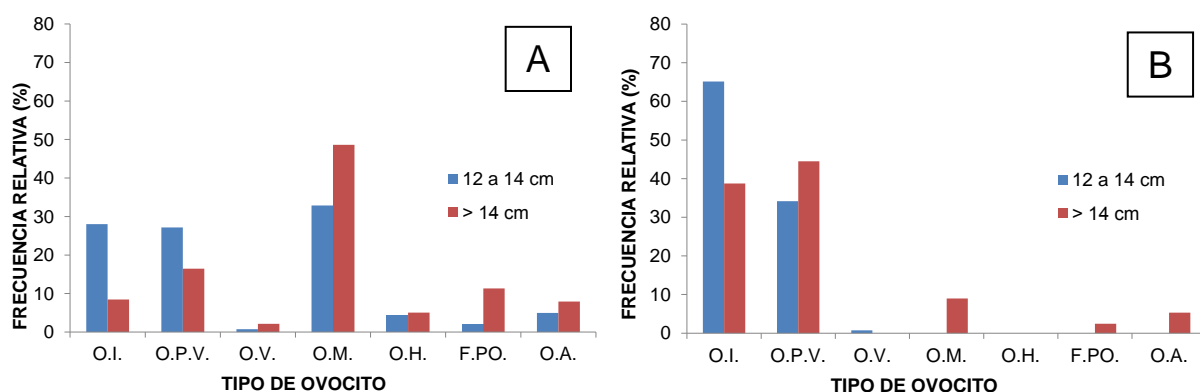 A
FRECUENCIA RELATIVA (%)
80
70
60
50
40
30
20
10
0
12 a 14 cm
> 14 cm
O.I. O.P.V. O.V. O.M. O.H. F.PO. O.A.
TIPO DE OVOCITO
B
FRECUENCIA RELATIVA (%)
80
70
60
50
40
30
20
10
0
12 a 14 cm
> 14 cm
O.I. O.P.V. O.V. O.M. O.H. F.PO. O.A.
TIPO DE OVOCITO